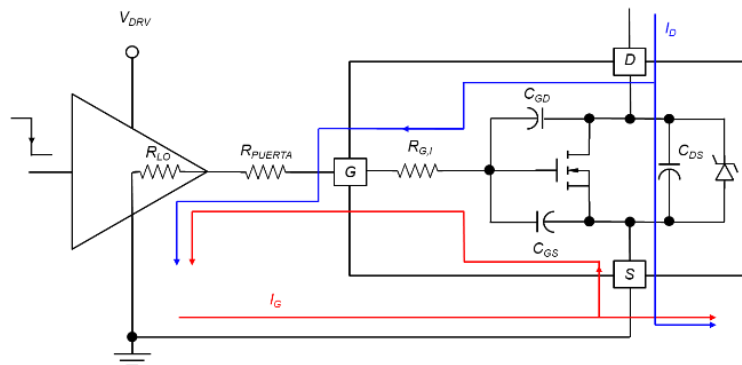 V_DRV
I_D
D
C_GD
R_LO
R_PUERTA
G
R_G,I
C_DS
C_GS
S
I_G